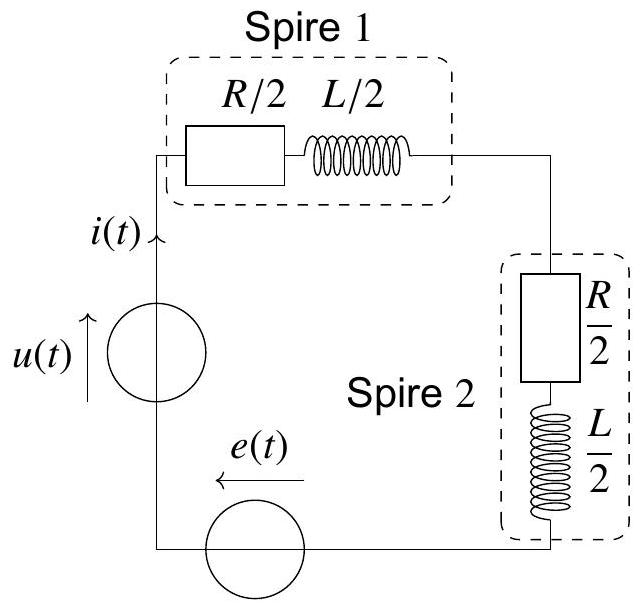 Spire 1
R/2 L/2
i(t)
u(t)
R
2
Spire 2
e(t)
L
2